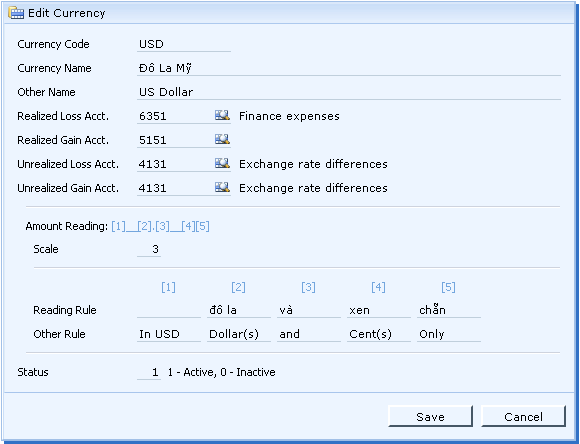 Edit Currency
Currency Code USD
Currency Name Đô La Mỹ
Other Name US Dollar
Realized Loss Acct. 6351 Finance expenses
Realized Gain Acct. 5151
Unrealized Loss Acct. 4131 Exchange rate differences
Unrealized Gain Acct. 4131 Exchange rate differences
Amount Reading: [1]__[2].[3]__[4][5]
Scale 3
[1] [2] [3] [4] [5]
Reading Rule đô la và xen chẵn
Other Rule In USD Dollar(s) and Cent(s) Only
Status 1 1 - Active, 0 - Inactive
Save Cancel